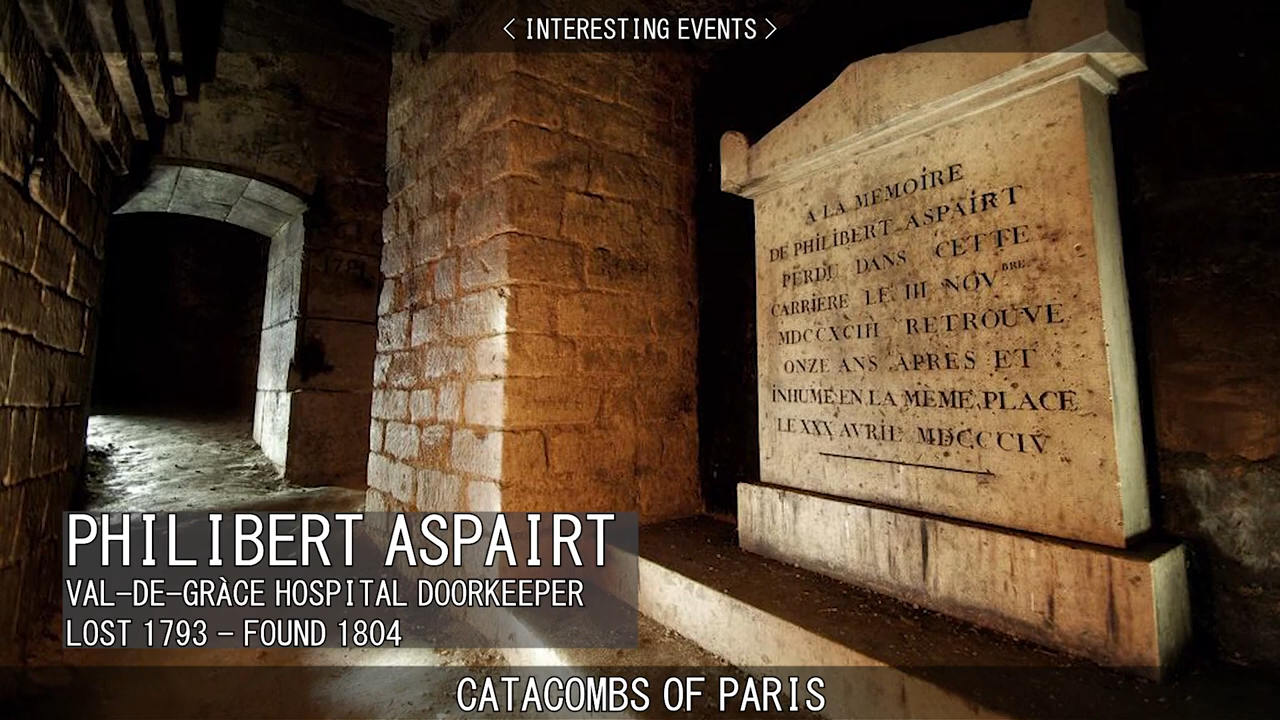 < INTERESTING EVENTS >
A LA MEMOIRE
DE PHILIBERT ASPAIRT
PERDU DANS CETTE
CARRIERE LE III NOVBRE
MDCCXCIII RETROUVE
ONZE ANS APRES ET
INHUME EN LA MÊME PLACE
LE XXX AVRIL MDCCCIV
PHILIBERT ASPAIRT
VAL-DE-GRÀCE HOSPITAL DOORKEEPER
LOST 1793 – FOUND 1804
CATACOMBS OF PARIS